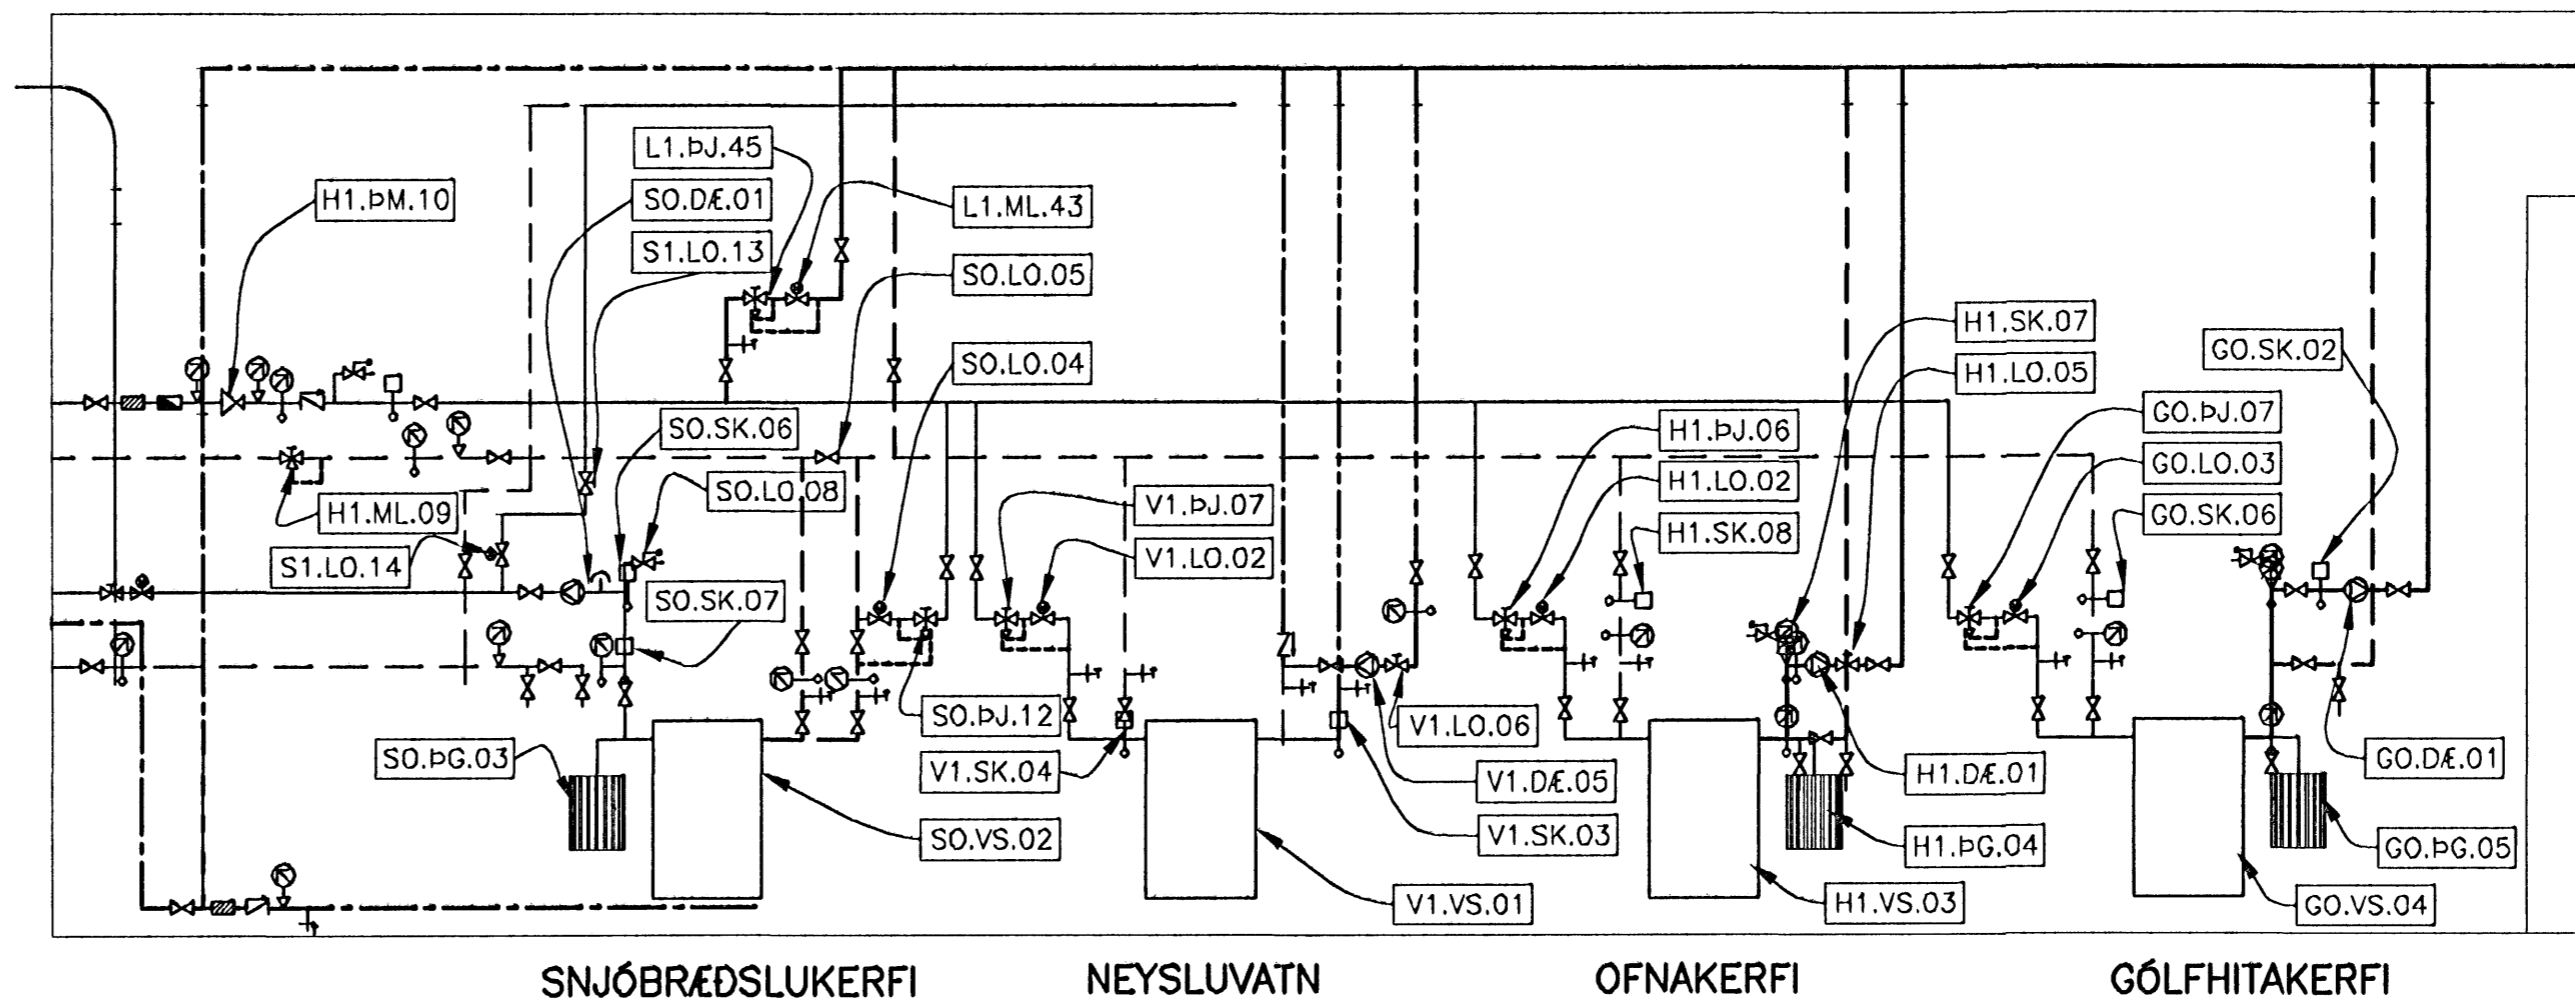 L1.ÞJ.45
H1.ÞM.10
SO.DÆ.01
L1.ML.43
S1.LO.13
SO.LO.05
H1.SK.07
GO.SK.02
SO.LO.04
H1.LO.05
SO.SK.06
H1.ÞJ.06
GO.ÞJ.07
GO.LO.03
SO.LO.08
H1.LO.02
H1.ML.09
V1.ÞJ.07
H1.SK.08
GO.SK.06
S1.LO.14
V1.LO.02
SO.SK.07
SO.ÞJ.12
V1.LO.06
SO.ÞG.03
V1.SK.04
V1.DÆ.05
H1.DÆ.01
GO.DÆ.01
SO.VS.02
V1.SK.03
H1.ÞG.04
GO.ÞG.05
V1.VS.01
H1.VS.03
GO.VS.04
SNJÓBRÆÐSLUKERFI
NEYSLUVATN
OFNAKERFI
GÓLFHITAKERFI